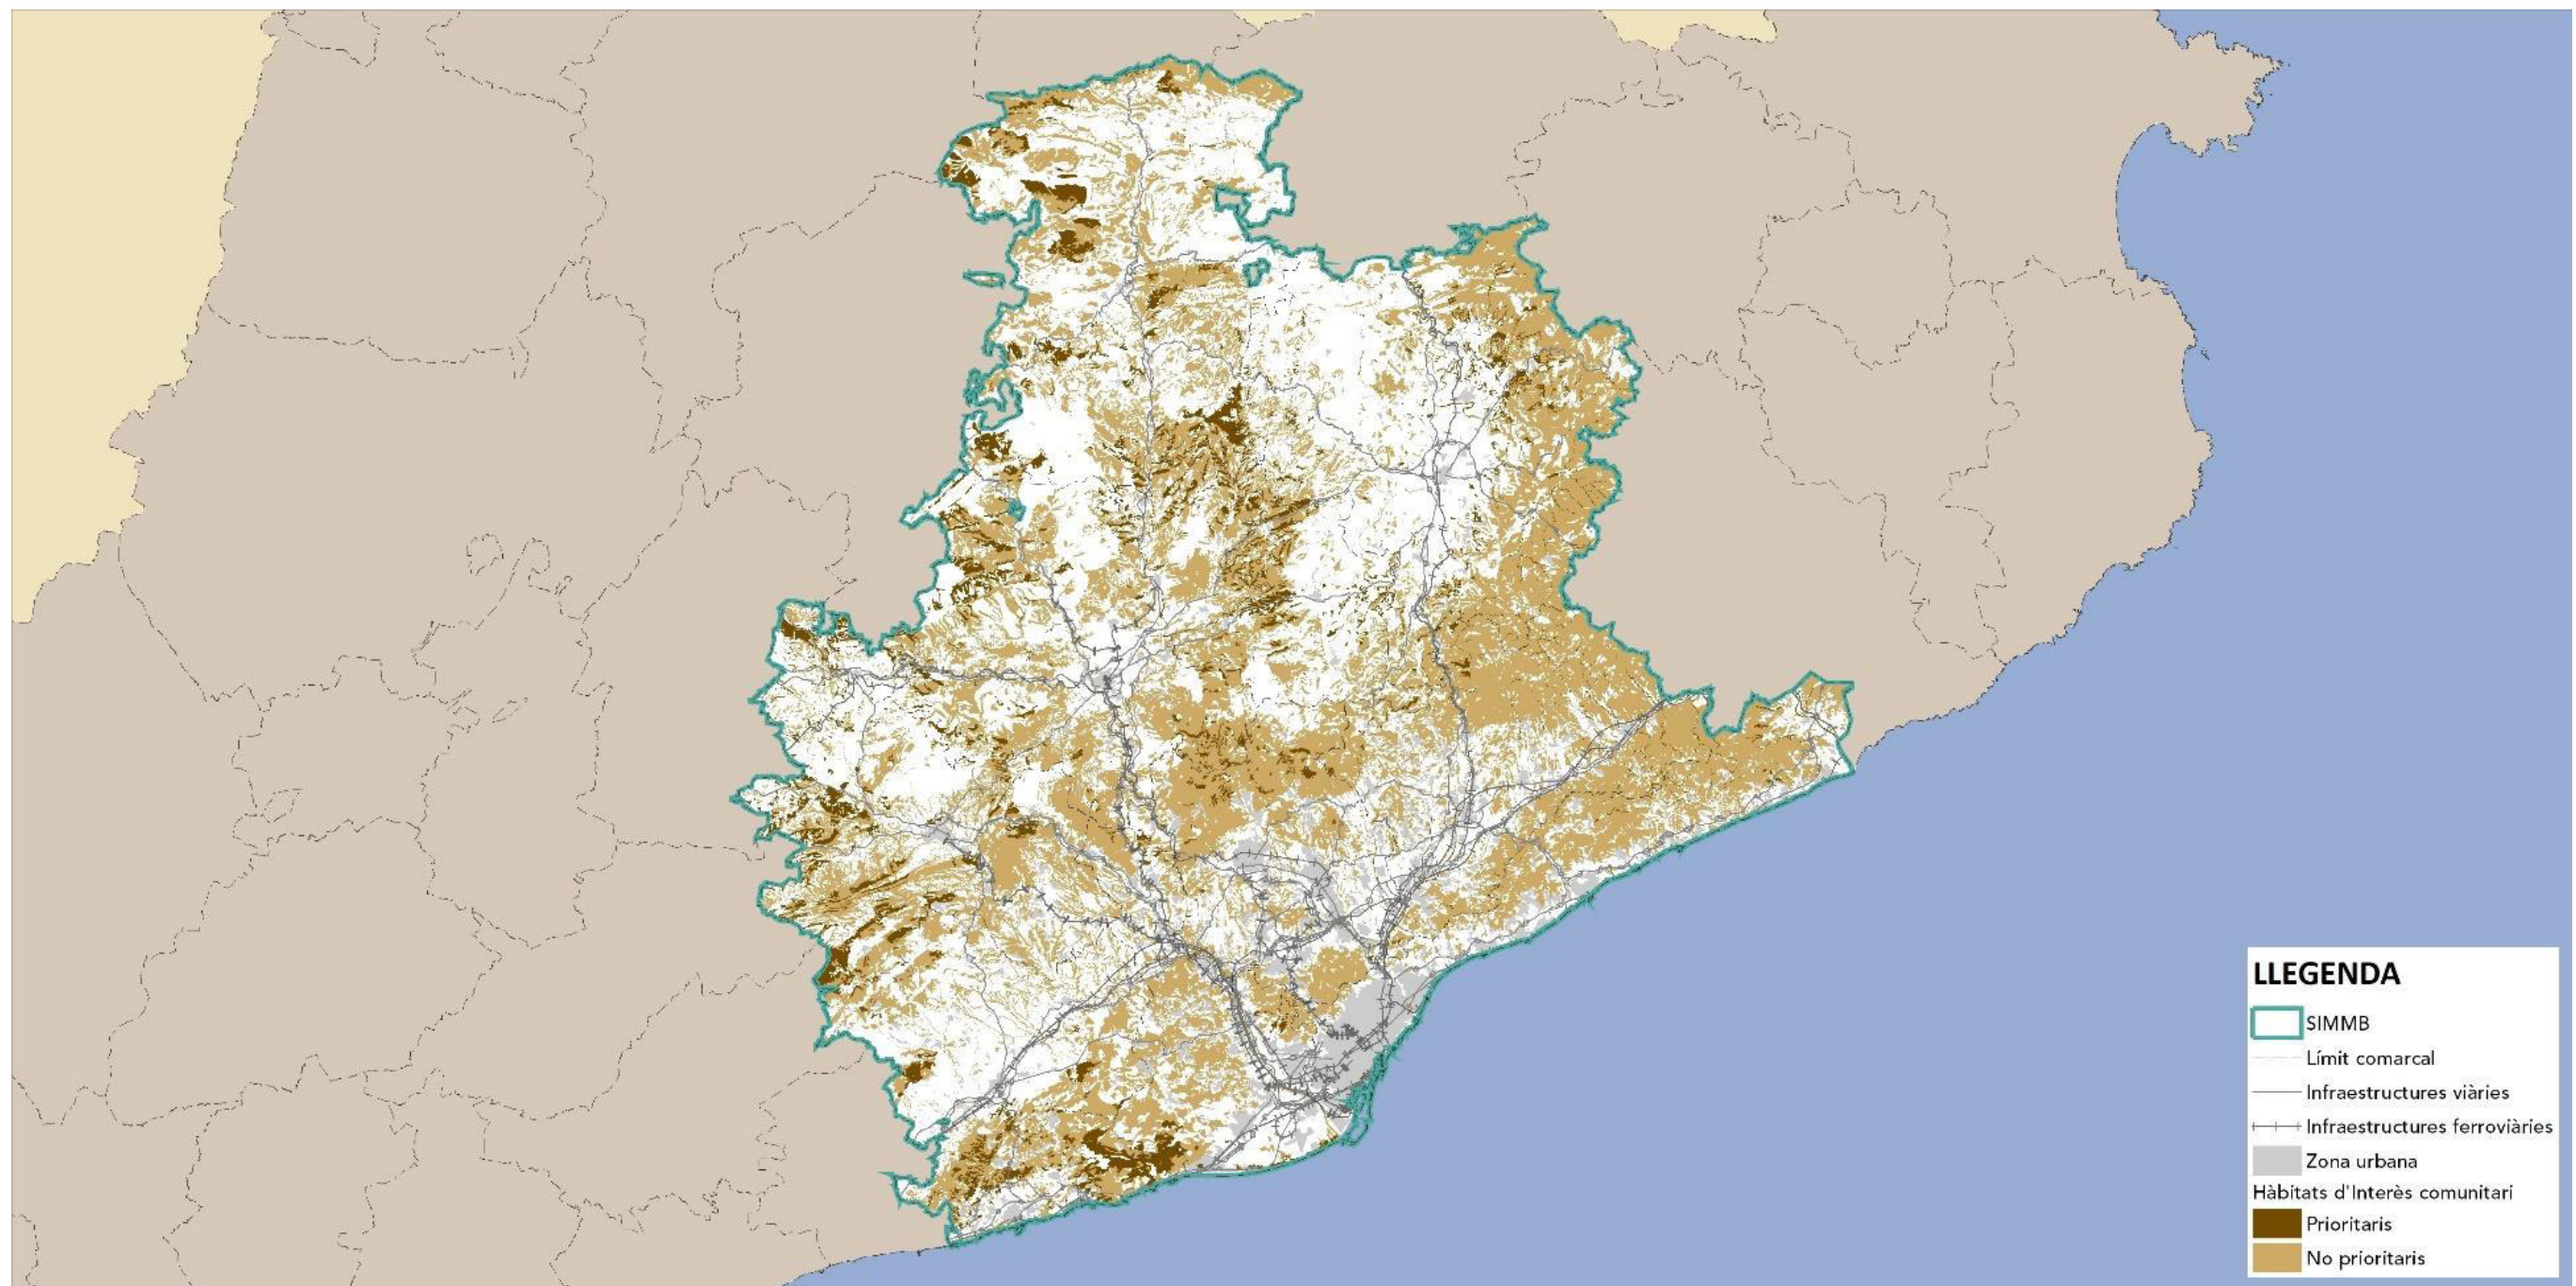 LLEGENDA
SIMMB
Límit comarcal
Infraestructures viàries
Infraestructures ferroviàries
Zona urbana
Hàbitats d'Interès comunitari
Prioritaris
No prioritaris